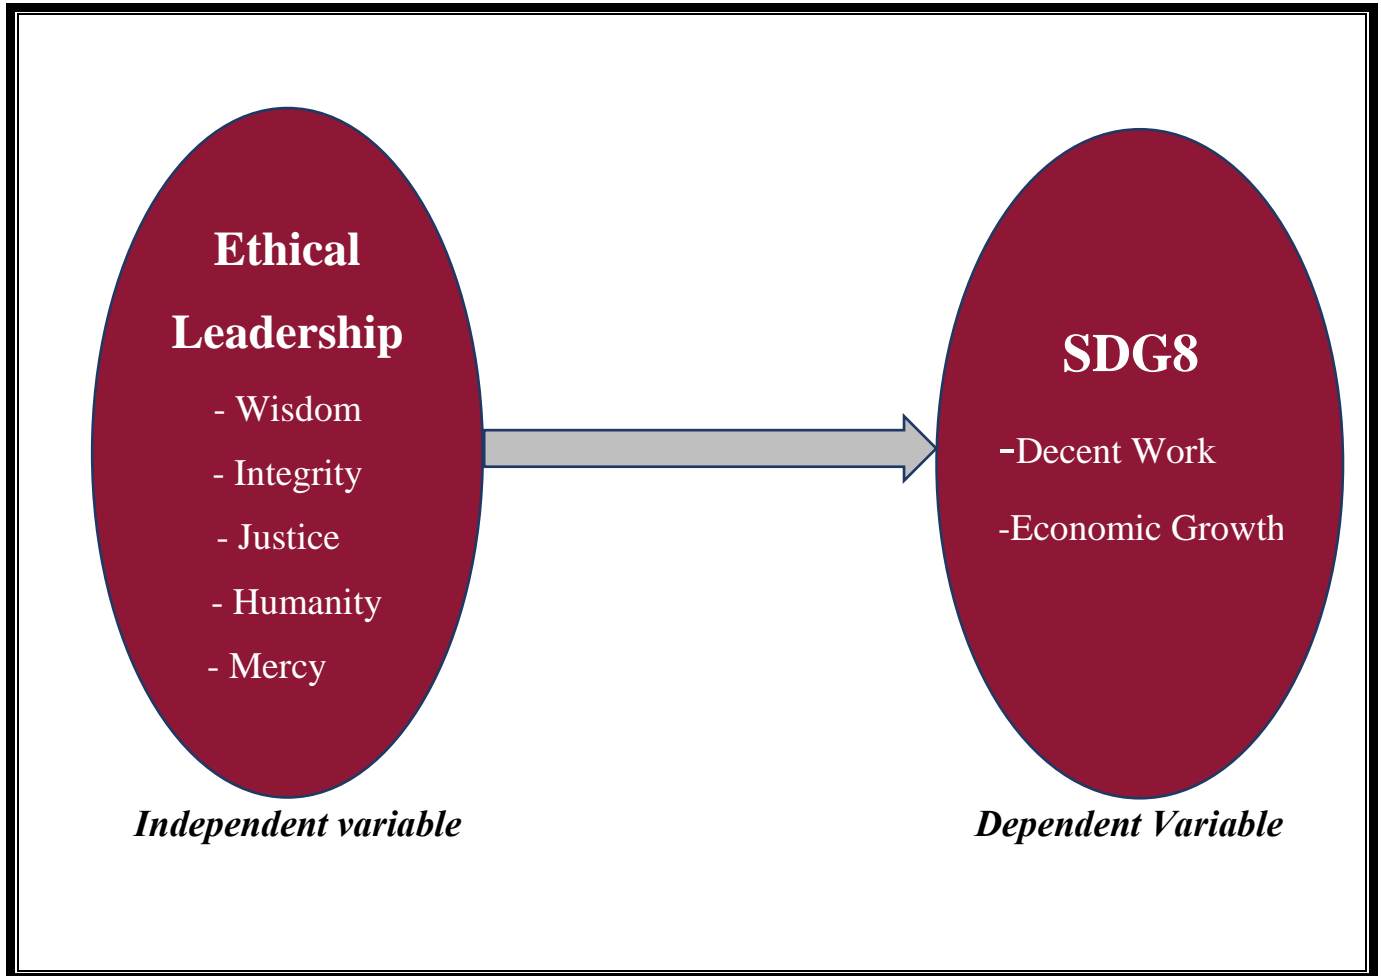 Ethical
Leadership
- Wisdom
- Integrity
- Justice
- Humanity
- Mercy
Independent variable
SDG8
-Decent Work
-Economic Growth
Dependent Variable